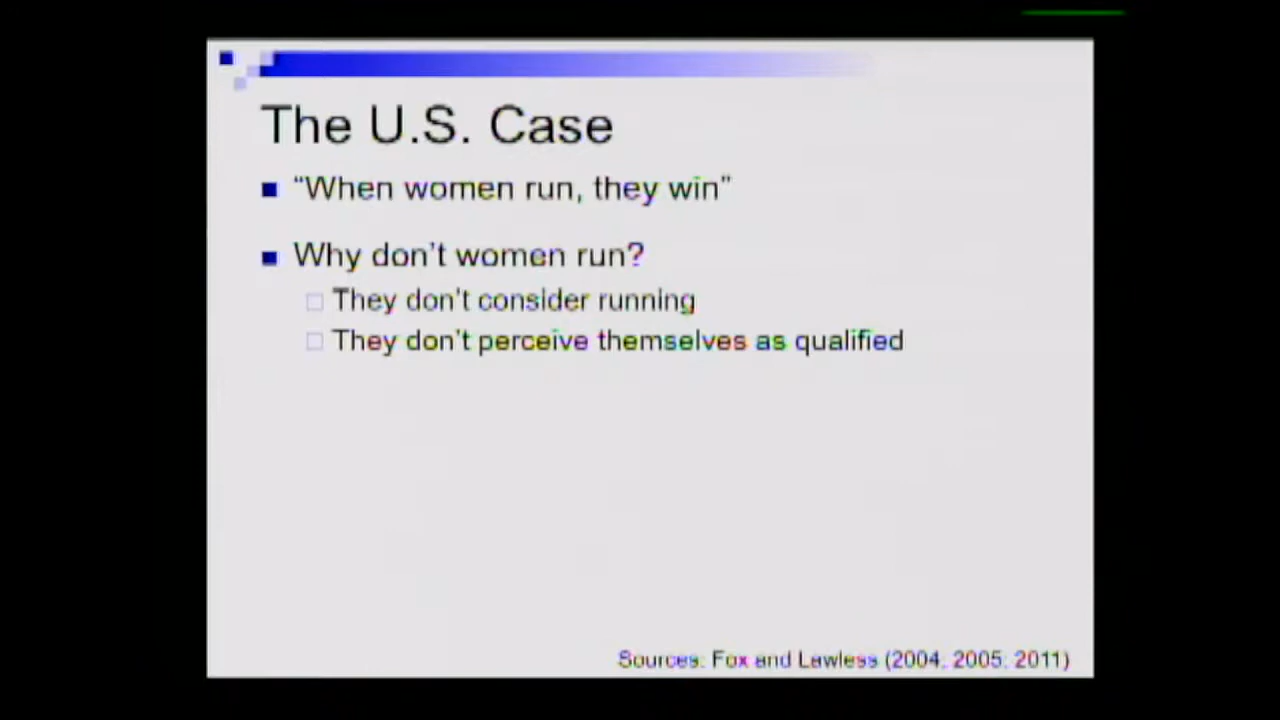 The U.S. Case
“When women run, they win”
Why don’t women run?
They don’t consider running
They don’t perceive themselves as qualified
Sources: Fox and Lawless (2004; 2005; 2011)